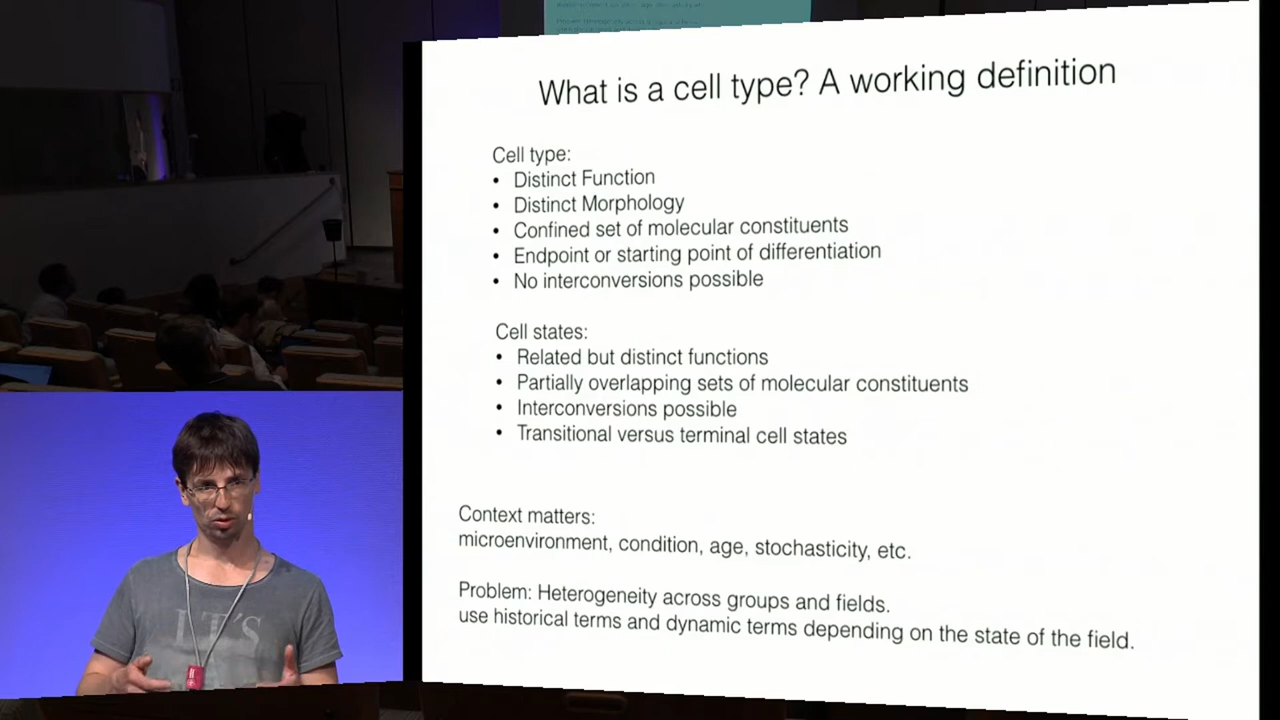 What is a cell type? A working definition
Cell type:
• Distinct Function
• Distinct Morphology
• Confined set of molecular constituents
• Endpoint or starting point of differentiation
• No interconversions possible
Cell states:
• Related but distinct functions
• Partially overlapping sets of molecular constituents
• Interconversions possible
• Transitional versus terminal cell states
Context matters:
microenvironment, condition, age, stochasticity, etc.
Problem: Heterogeneity across groups and fields.
use historical terms and dynamic terms depending on the state of the field.
LT'S